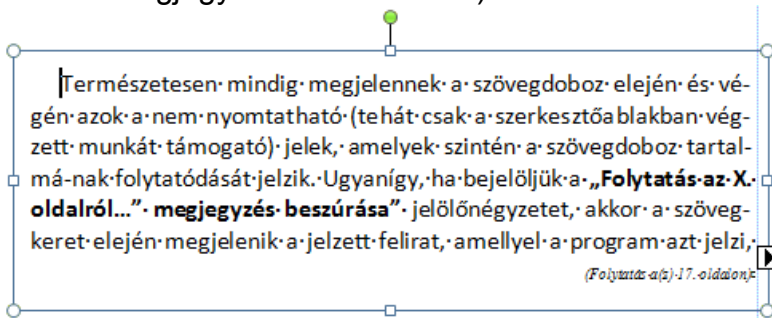 Természetesen mindig megjelennek a szövegdoboz elején és vé-
gén azok a nem nyomtatható (tehát csak a szerkesztőablakban vég-
zett munkát támogató) jelek, amelyek szintén a szövegdoboz tartal-
má-nak folytatódását jelzik. Ugyanígy, ha bejelöljük a „Folytatás az X.
oldalról...” megjegyzés beszúrása” jelölőnégyzetet, akkor a szöveg-
keret elején megjelenik a jelzett felirat, amellyel a program azt jelzi,
(Folytatás a(z) 17. oldalon)